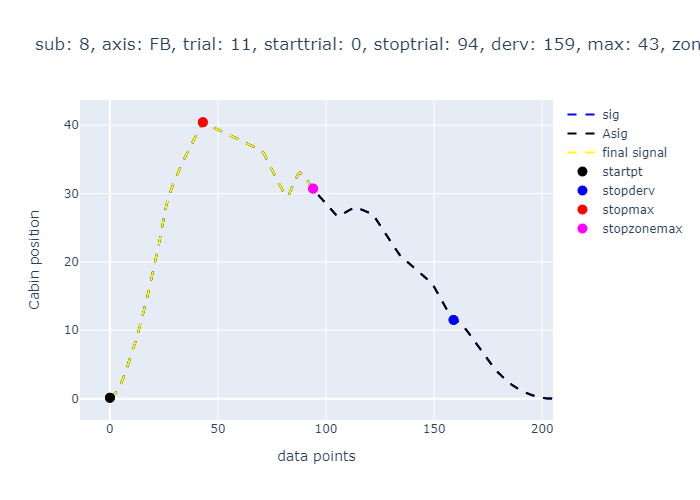 sub: 8, axis: FB, trial: 11, starttrial: 0, stoptrial: 94, derv: 159, max: 43, zon
sig
Asig
final signal
startpt
stopderv
stopmax
stopzonemax
Cabin position
40
30
20
10
0
0 50 100 150 200
data points